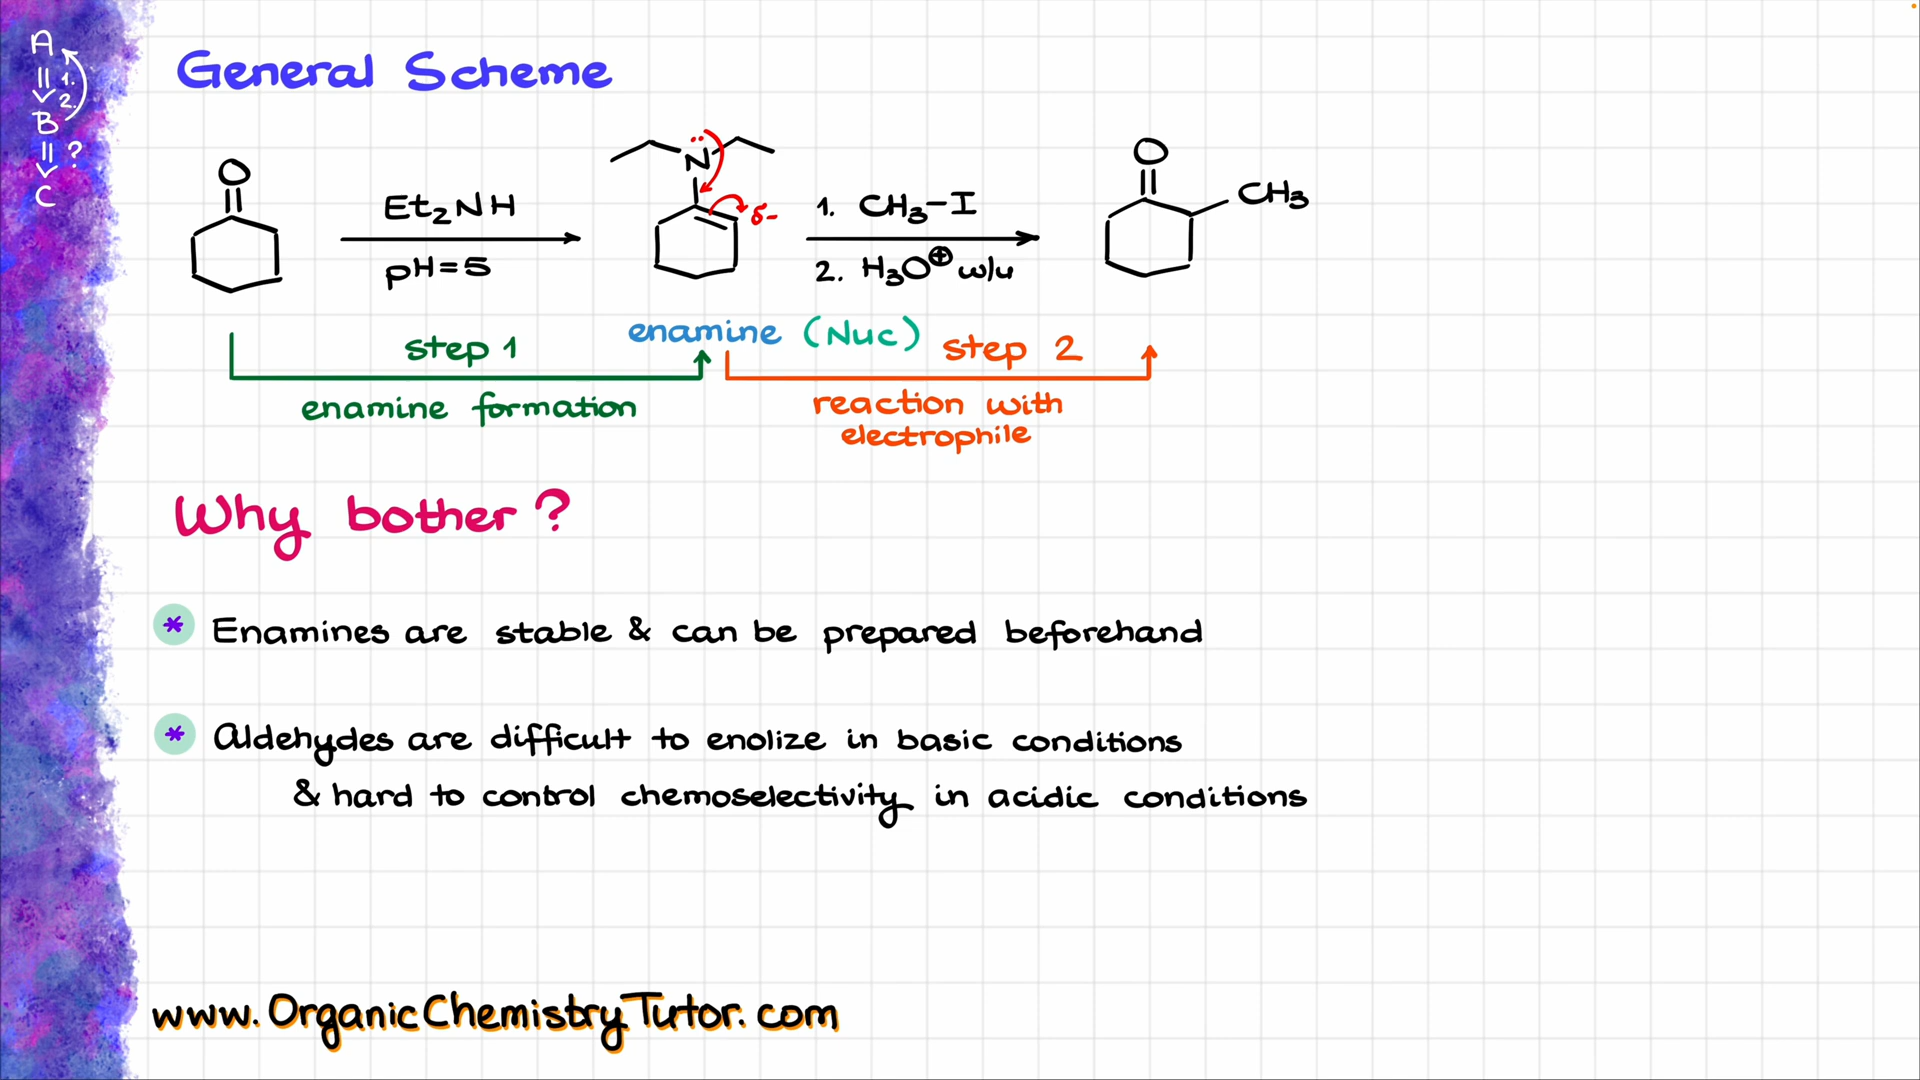 A
1.
2.
B
?
C
General Scheme
O
Et₂NH
pH=5
N
δ-
1. CH₃-I
2. H₃O⊕ w/u
O
CH₃
enamine (Nuc)
step 1
enamine formation
step 2
reaction with
electrophile
Why bother?
* Enamines are stable & can be prepared beforehand
* Aldehydes are difficult to enolize in basic conditions
& hard to control chemoselectivity in acidic conditions
www.OrganicChemistryTutor.com